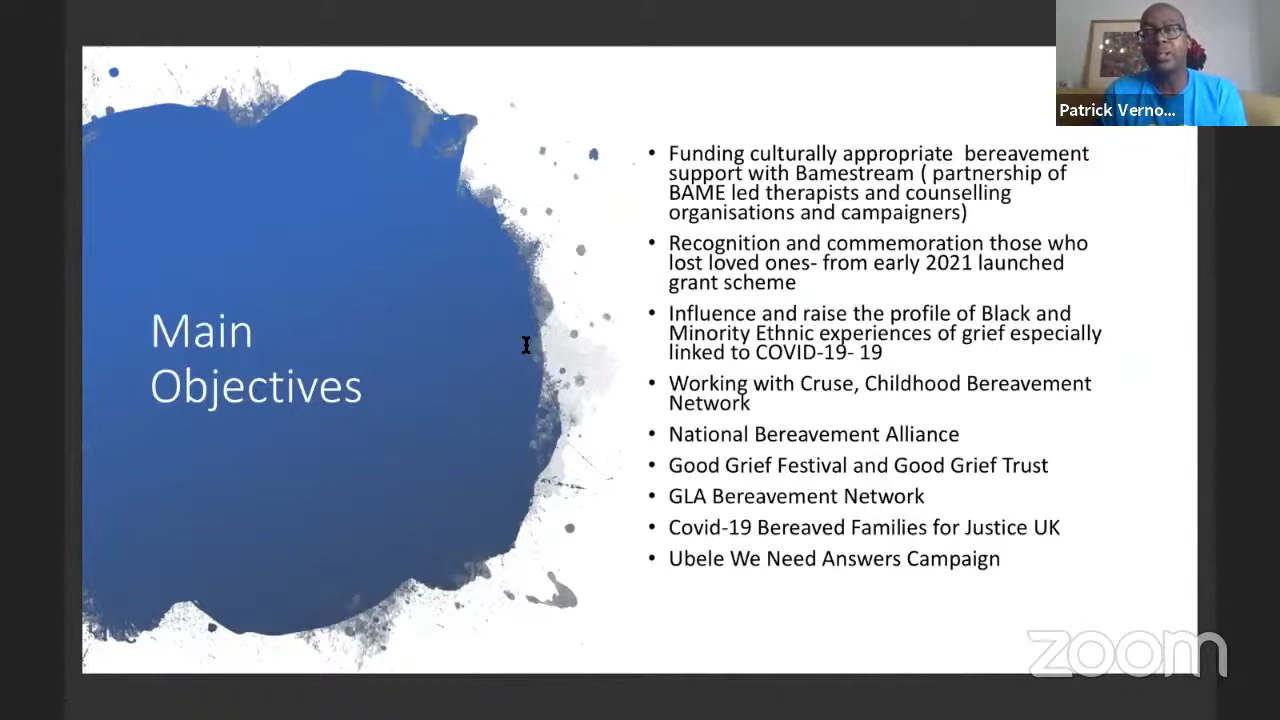 Patrick Verno...
Main
Objectives
• Funding culturally appropriate  bereavement
support with Bamestream ( partnership of
BAME led therapists and counselling
organisations and campaigners)
• Recognition and commemoration those who
lost loved ones- from early 2021 launched
grant scheme
• Influence and raise the profile of Black and
Minority Ethnic experiences of grief especially
linked to COVID-19- 19
• Working with Cruse, Childhood Bereavement
Network
• National Bereavement Alliance
• Good Grief Festival and Good Grief Trust
• GLA Bereavement Network
• Covid-19 Bereaved Families for Justice UK
• Ubele We Need Answers Campaign
zoom